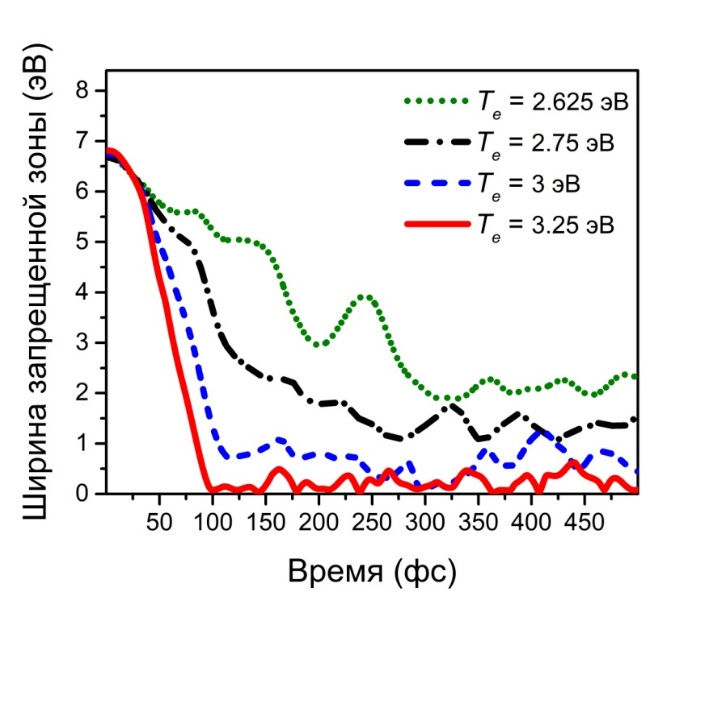 Ширина запрещенной зоны (эВ)
8
7
6
5
4
3
2
1
0
Te = 2.625 эВ
Te = 2.75 эВ
Te = 3 эВ
Te = 3.25 эВ
50 100 150 200 250 300 350 400 450
Время (фс)